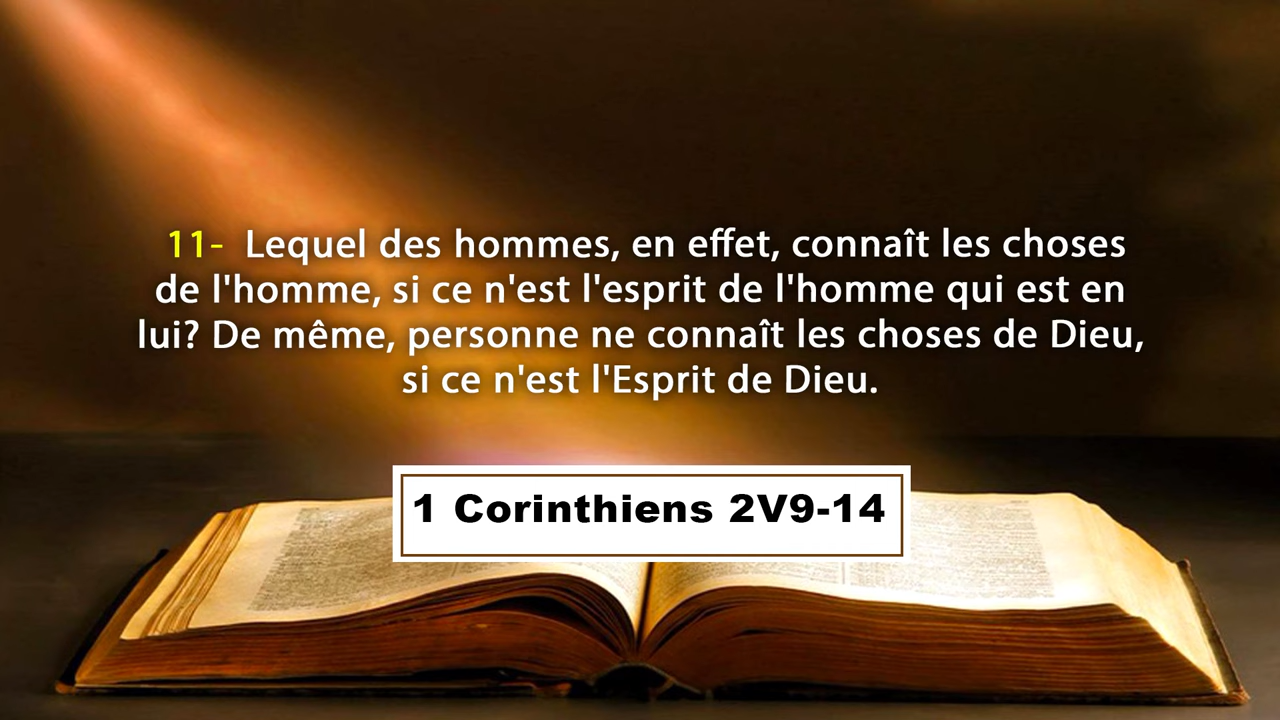 11- Lequel des hommes, en effet, connaît les choses
de l'homme, si ce n'est l'esprit de l'homme qui est en
lui? De même, personne ne connaît les choses de Dieu,
si ce n'est l'Esprit de Dieu.
1 Corinthiens 2V9-14